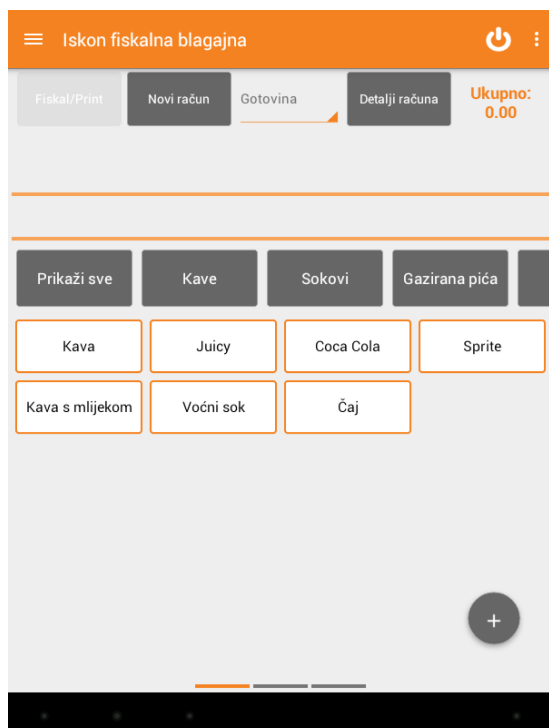 Iskon fiskalna blagajna
Fiskal/Print
Novi račun
Gotovina
Detalji računa
Ukupno:
0.00
Prikaži sve
Kave
Sokovi
Gazirana pića
Kava
Juicy
Coca Cola
Sprite
Kava s mlijekom
Voćni sok
Čaj
+